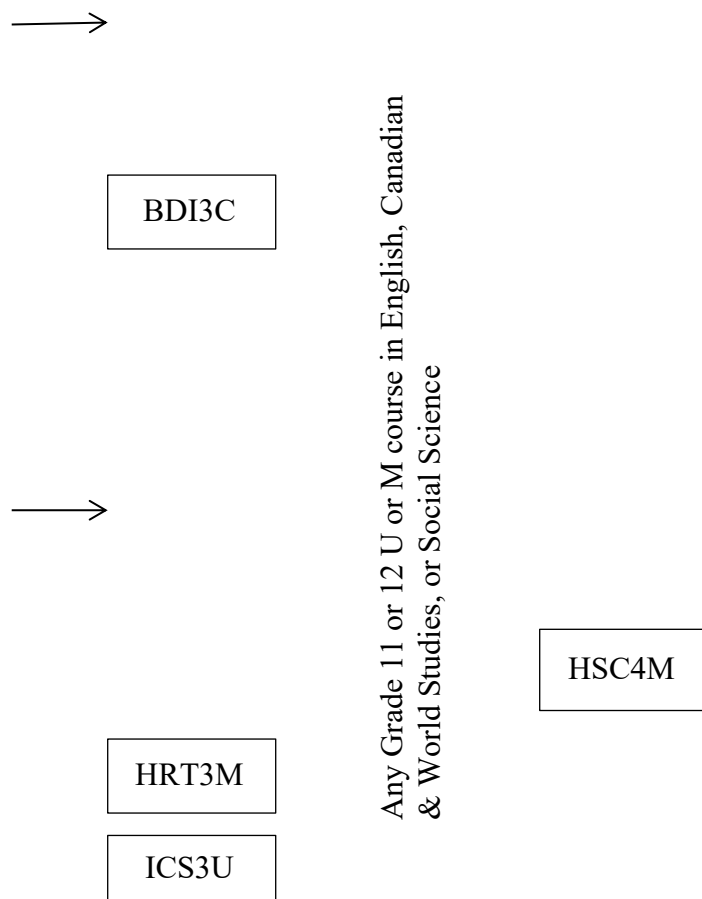 BDI3C
Any Grade 11 or 12 U or M course in English, Canadian
& World Studies, or Social Science
HSC4M
HRT3M
ICS3U